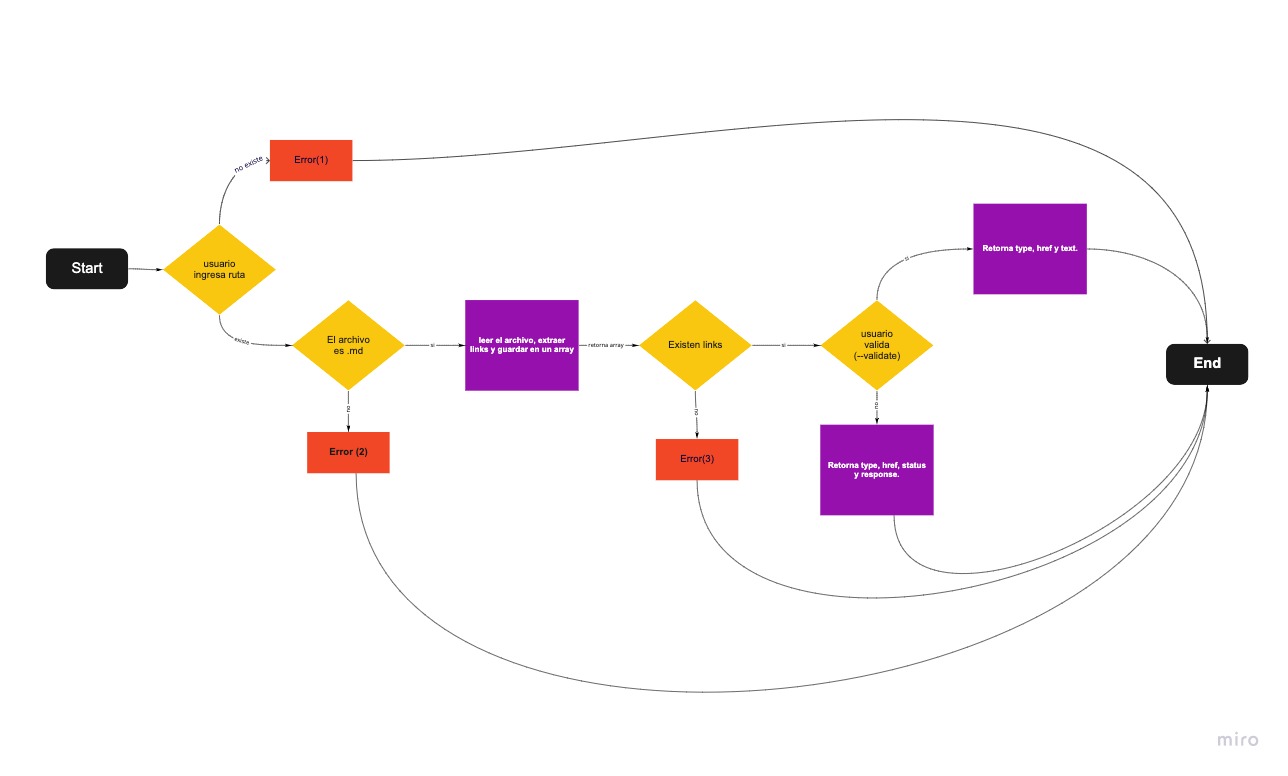 no existe
Error(1)
Start
usuario
ingresa ruta
existe
El archivo
es .md
si
leer el archivo, extraer
links y guardar en un array
retorna array
Existen links
si
usuario
valida
(--validate)
si
Retorna type, href y text.
End
no
Error (2)
no
Error(3)
no
Retorna type, href, status
y response.
miro